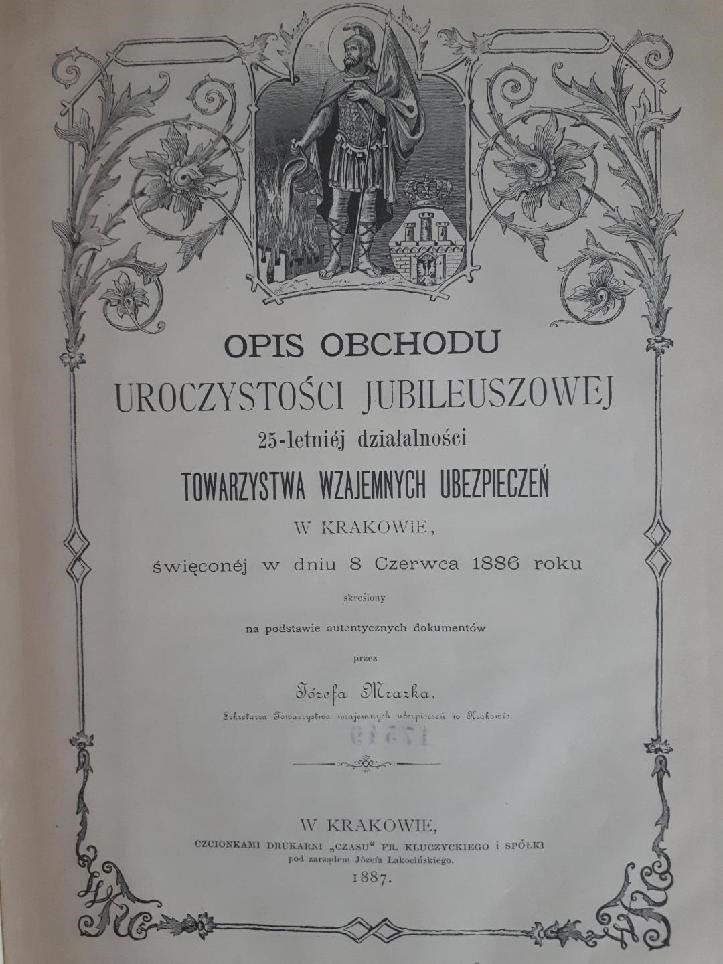 OPIS OBCHODU
UROCZYSTOŚCI JUBILEUSZOWEJ
25-letniéj działalności
TOWARZYSTWA WZAJEMNYCH UBEZPIECZEŃ
W KRAKOWIE,
święconéj w dniu 8 Czerwca 1886 roku
skreślony
na podstawie autentycznych dokumentów
przez
Józefa Mrazka,
Sekretarza Towarzystwa wzajemnych ubezpieczeń w Krakowie.
W KRAKOWIE,
CZCIONKAMI DRUKARNI „CZASU“ FR. KLUCZYCKIEGO i SPÓŁKI
pod zarządem Józefa Łakocińskiego.
1887.